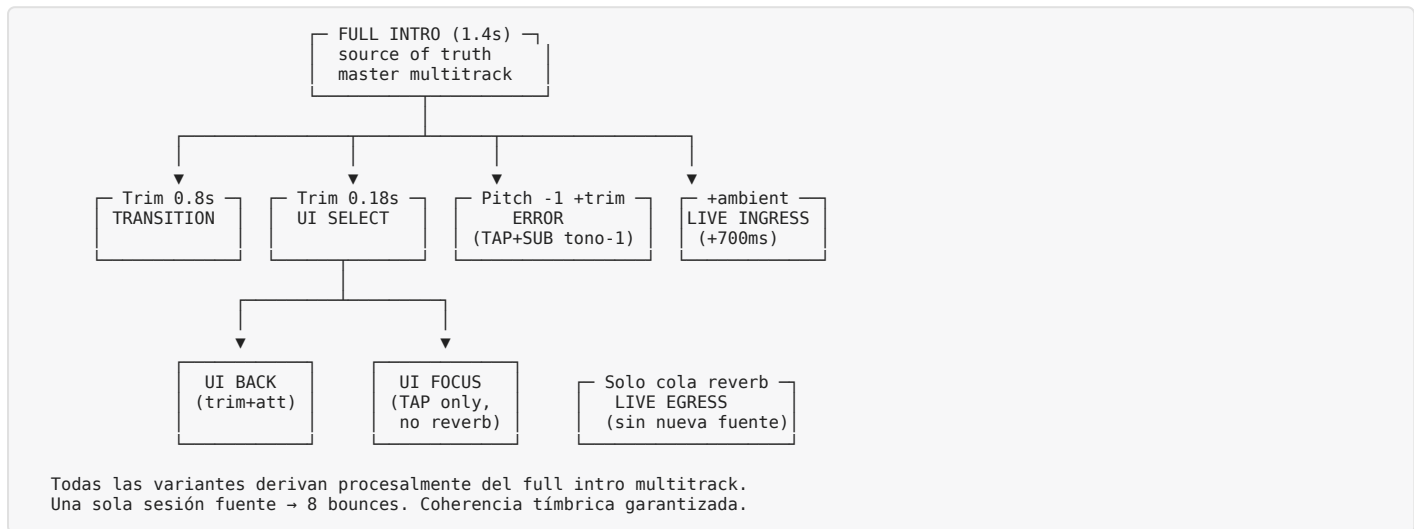 FULL INTRO (1.4s)
source of truth
master multitrack
Trim 0.8s
TRANSITION
Trim 0.18s
UI SELECT
Pitch -1 +trim
ERROR
(TAP+SUB tono-1)
+ambient
LIVE INGRESS
(+700ms)
UI BACK
(trim+att)
UI FOCUS
(TAP only,
no reverb)
Solo cola reverb
LIVE EGRESS
(sin nueva fuente)
Todas las variantes derivan procesalmente del full intro multitrack.
Una sola sesión fuente → 8 bounces. Coherencia tímbrica garantizada.